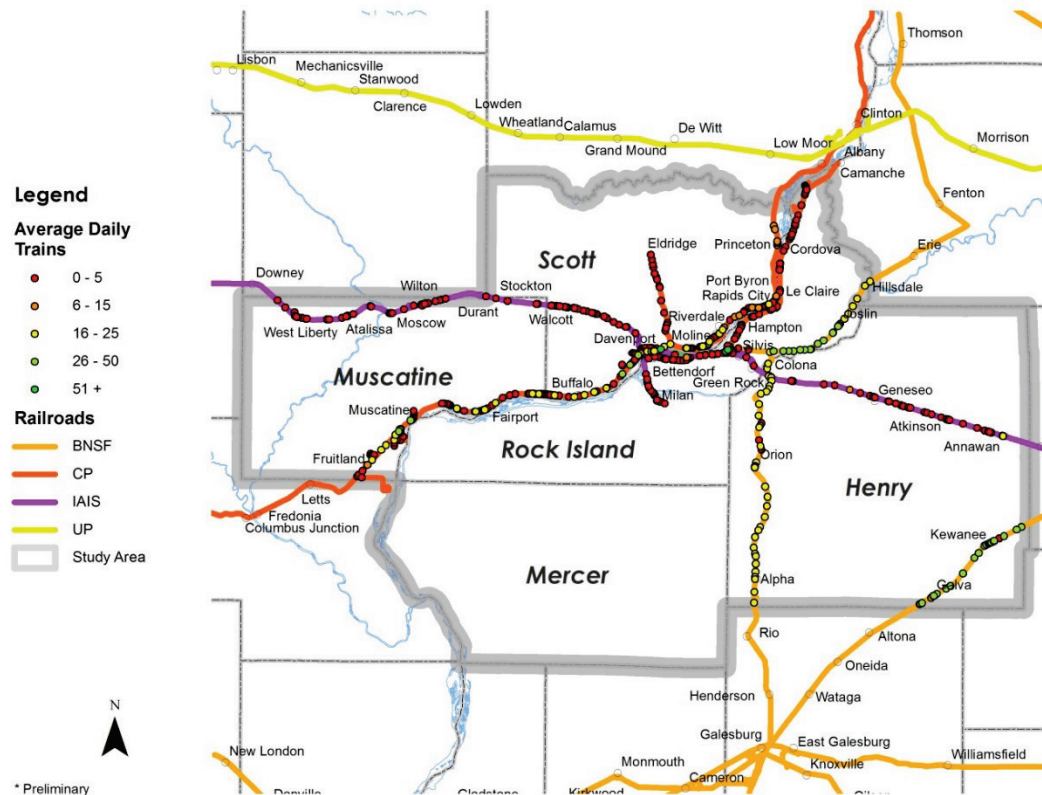 Thomson
Lisbon
Mechanicsville
Stanwood
Clarence
Lowden
Wheatland
Calamus
Grand Mound
De Witt
Low Moor
Clinton
Morrison
Albany
Camanche
Legend
Average Daily
Trains
0 - 5
6 - 15
16 - 25
26 - 50
51 +
Railroads
BNSF
CP
IAIS
UP
Study Area
Fenton
Erie
Eldridge
Princeton
Cordova
Scott
Downey
Wilton
Stockton
Port Byron
Rapids City
Le Claire
Hillsdale
West Liberty
Atalissa
Moscow
Durant
Walcott
Riverdale
Hampton
Joslin
Davenport
Moline
Silvis
Muscatine
Buffalo
Bettendorf
Green Rock
Colona
Geneseo
Muscatine
Fairport
Milan
Atkinson
Annawan
Fruitland
Rock Island
Orion
Henry
Letts
Fredonia
Columbus Junction
Kewanee
Mercer
Alpha
Galva
Rio
Altona
Oneida
Henderson
Wataga
N
Galesburg
East Galesburg
New London
Monmouth
Knoxville
Williamsfield
Cameron
Kirkwood
Danville
Gladstone
* Preliminary